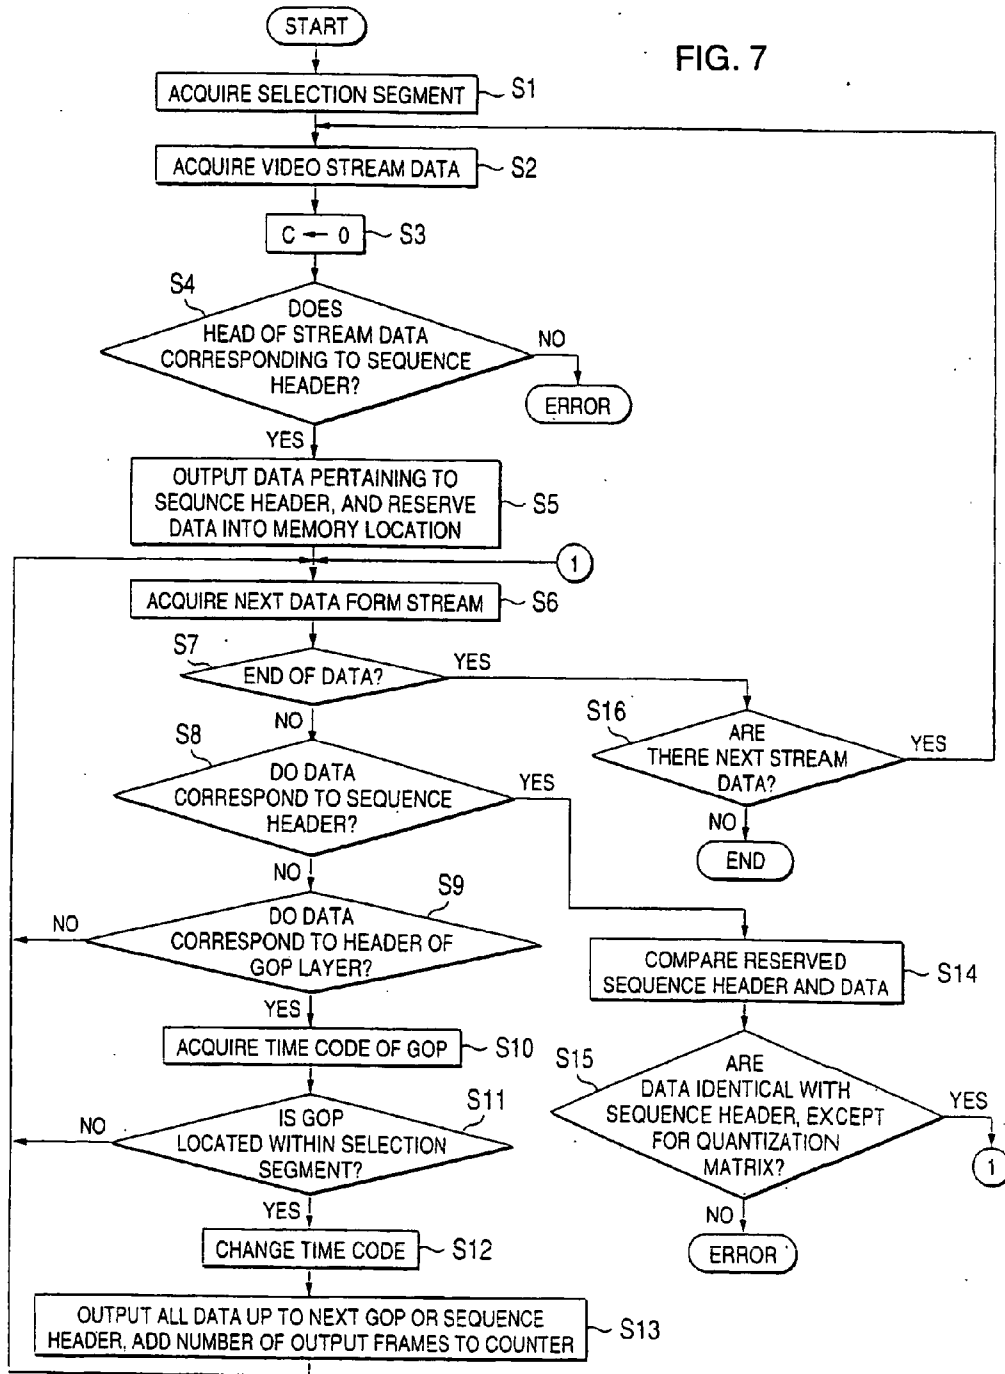 START
FIG. 7
ACQUIRE SELECTION SEGMENT
S1
ACQUIRE VIDEO STREAM DATA
S2
C ← 0
S3
S4
DOES
HEAD OF STREAM DATA
CORRESPONDING TO SEQUENCE
HEADER?
NO
ERROR
YES
OUTPUT DATA PERTAINING TO
SEQUNCE HEADER, AND RESERVE
DATA INTO MEMORY LOCATION
S5
1
ACQUIRE NEXT DATA FORM STREAM
S6
S7
END OF DATA?
YES
NO
S16
ARE
THERE NEXT STREAM
DATA?
YES
NO
END
S8
DO DATA
CORRESPOND TO SEQUENCE
HEADER?
YES
NO
S9
DO DATA
CORRESPOND TO HEADER OF
GOP LAYER?
NO
YES
COMPARE RESERVED
SEQUENCE HEADER AND DATA
S14
ACQUIRE TIME CODE OF GOP
S10
S15
ARE
DATA IDENTICAL WITH
SEQUENCE HEADER, EXCEPT
FOR QUANTIZATION
MATRIX?
YES
1
NO
ERROR
S11
IS GOP
LOCATED WITHIN SELECTION
SEGMENT?
NO
YES
CHANGE TIME CODE
S12
OUTPUT ALL DATA UP TO NEXT GOP OR SEQUENCE
HEADER, ADD NUMBER OF OUTPUT FRAMES TO COUNTER
S13